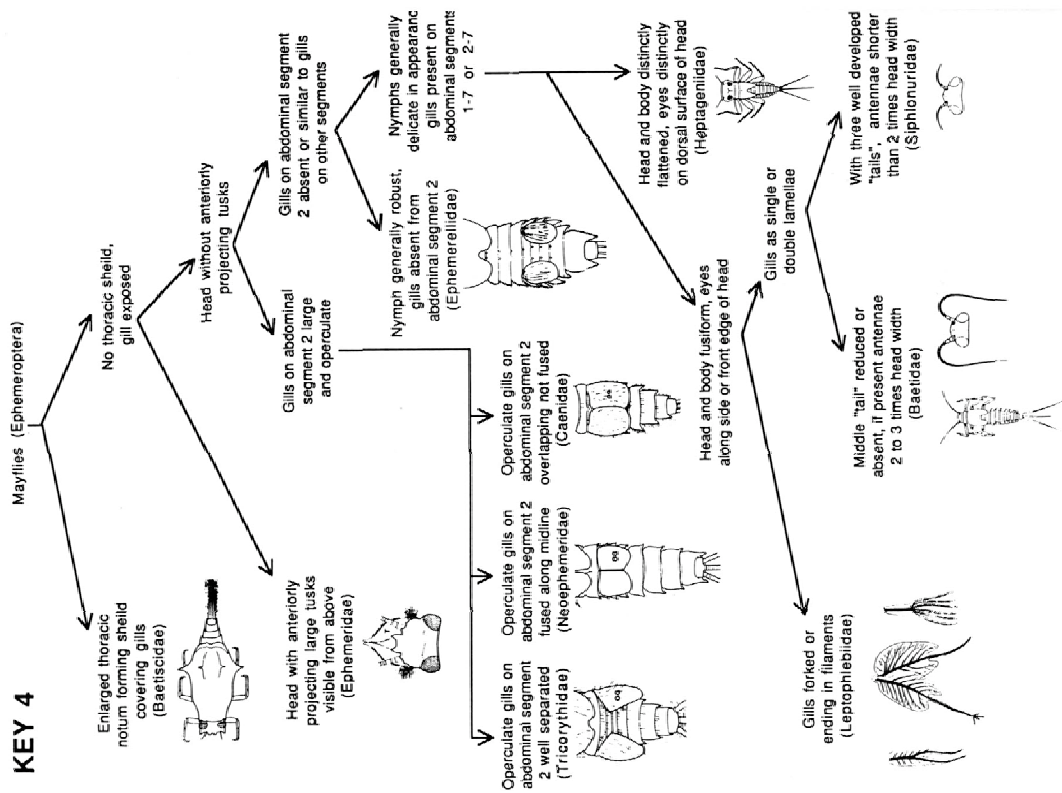 KEY 4
Mayflies (Ephemeroptera)
Enlarged thoracic
notum forming sheild
covering gills
(Baetiscidae)
No thoracic sheild,
gill exposed
Head with anteriorly
projecting large tusks
visible from above
(Ephemeridae)
Head without anteriorly
projecting tusks
Gills on abdominal
segment 2 large
and operculate
Gills on abdominal segment
2 absent or similar to gills
on other segments
Nymph generally robust,
gills absent from
abdominal segment 2
(Ephemerellidae)
Nymphs generally
delicate in appearanc
gills present on
abdominal segments
1-7 or 2-7
Operculate gills on
abdominal segment
2 well separated
(Tricorythidae)
Operculate gills on
abdominal segment 2
fused along midline
(Neoephemeridae)
Operculate gills on
abdominal segment 2
overlapping not fused
(Caenidae)
Head and body fusiform, eyes
along side or front edge of head
Head and body distinctly
flattened, eyes distinctly
on dorsal surface of head
(Heptageniidae)
Gills forked or
ending in filaments
(Leptophlebiidae)
Gills as single or
double lamellae
Middle "tail" reduced or
absent, if present antennae
2 to 3 times head width
(Baetidae)
With three well developed
"tails", antennae shorter
than 2 times head width
(Siphlonuridae)